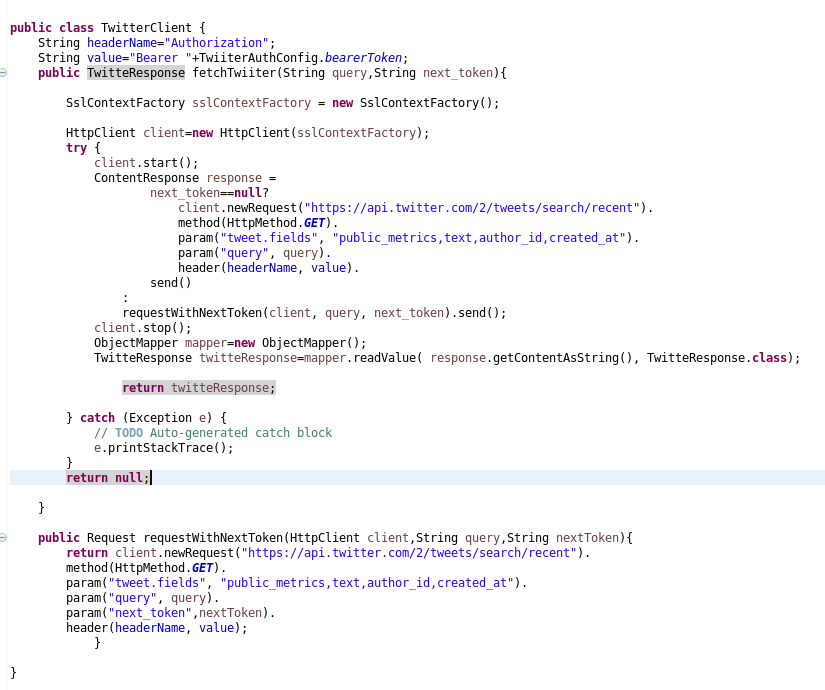 public class TwitterClient {
String headerName="Authorization";
String value="Bearer "+TwiiterAuthConfig.bearerToken;
public TwitteResponse fetchTwiiter(String query,String next_token){
SslContextFactory sslContextFactory = new SslContextFactory();
HttpClient client=new HttpClient(sslContextFactory);
try {
client.start();
ContentResponse response =
next_token==null?
client.newRequest("https://api.twitter.com/2/tweets/search/recent").
method(HttpMethod.GET).
param("tweet.fields", "public_metrics,text,author_id,created_at").
param("query", query).
header(headerName, value).
send()
:
requestWithNextToken(client, query, next_token).send();
client.stop();
ObjectMapper mapper=new ObjectMapper();
TwitteResponse twitteResponse=mapper.readValue( response.getContentAsString(), TwitteResponse.class);
return twitteResponse;
} catch (Exception e) {
// TODO Auto-generated catch block
e.printStackTrace();
}
return null;
}
public Request requestWithNextToken(HttpClient client,String query,String nextToken){
return client.newRequest("https://api.twitter.com/2/tweets/search/recent").
method(HttpMethod.GET).
param("tweet.fields", "public_metrics,text,author_id,created_at").
param("query", query).
param("next_token",nextToken).
header(headerName, value);
}
}